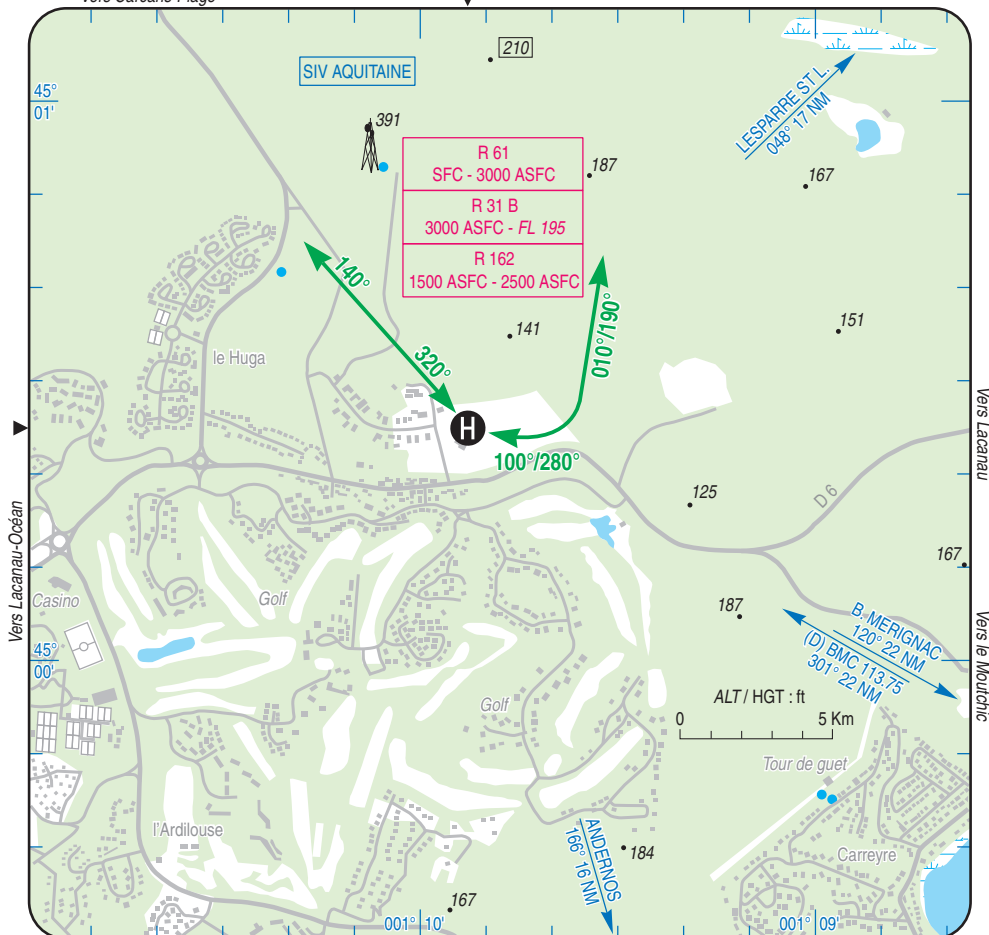 210
SIV AQUITAINE
45°
01'
391
LESPARRE ST L.
048° 17 NM
R 61
SFC - 3000 ASFC
187
167
R 31 B
3000 ASFC - FL 195
R 162
1500 ASFC - 2500 ASFC
140°
010°/190°
141
151
le Huga
320°
H
100°/280°
Vers Lacanau
125
D 6
Vers Lacanau-Océan
167
Casino
Golf
187
B. MERIGNAC
120° 22 NM
(D) BMC 113.75
301° 22 NM
Vers le Moutchic
45°
00'
ALT / HGT : ft
Golf
0
5 Km
Tour de guet
l'Ardilouse
ANDERNOS
166° 16 NM
184
Carreyre
167
001° 10'
001° 09'